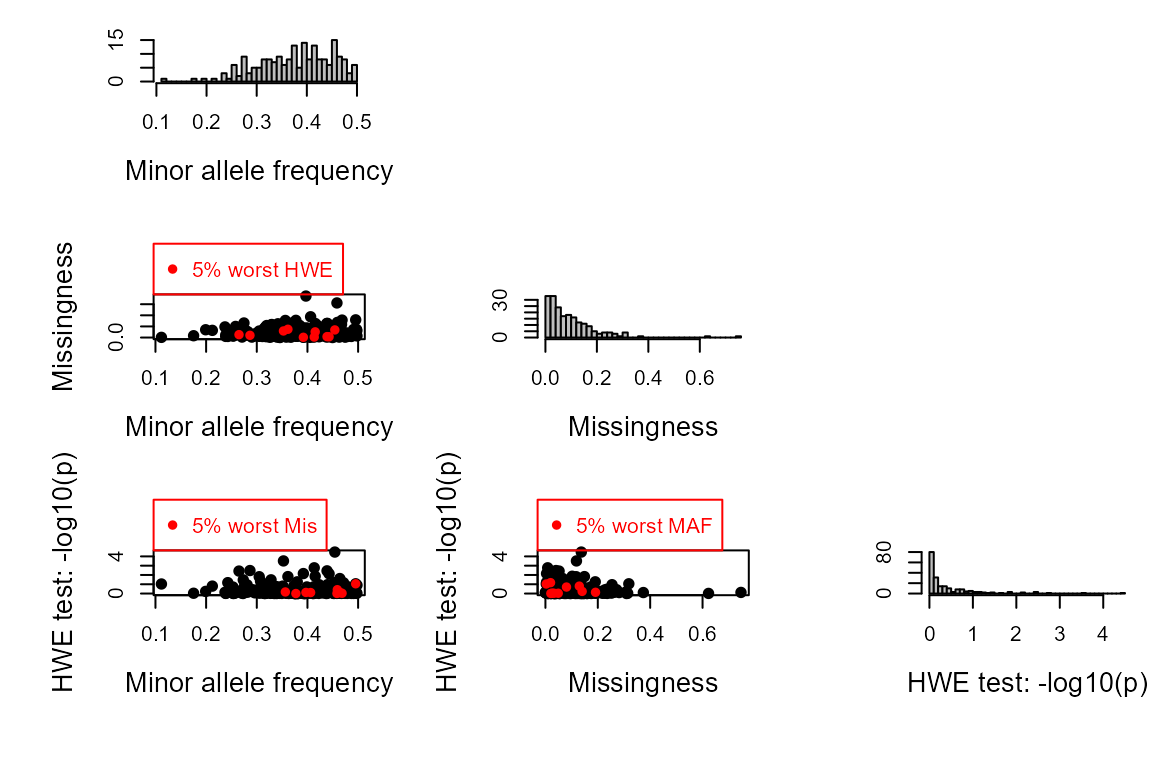 15
0
0.1 0.2 0.3 0.4 0.5
Minor allele frequency
Missingness
5% worst HWE
0.0
0.1 0.2 0.3 0.4 0.5
Minor allele frequency
30
0
0.0 0.2 0.4 0.6
Missingness
HWE test: -log10(p)
5% worst Mis
4
0
0.1 0.2 0.3 0.4 0.5
Minor allele frequency
HWE test: -log10(p)
5% worst MAF
4
0
0.0 0.2 0.4 0.6
Missingness
80
0
0 1 2 3 4
HWE test: -log10(p)